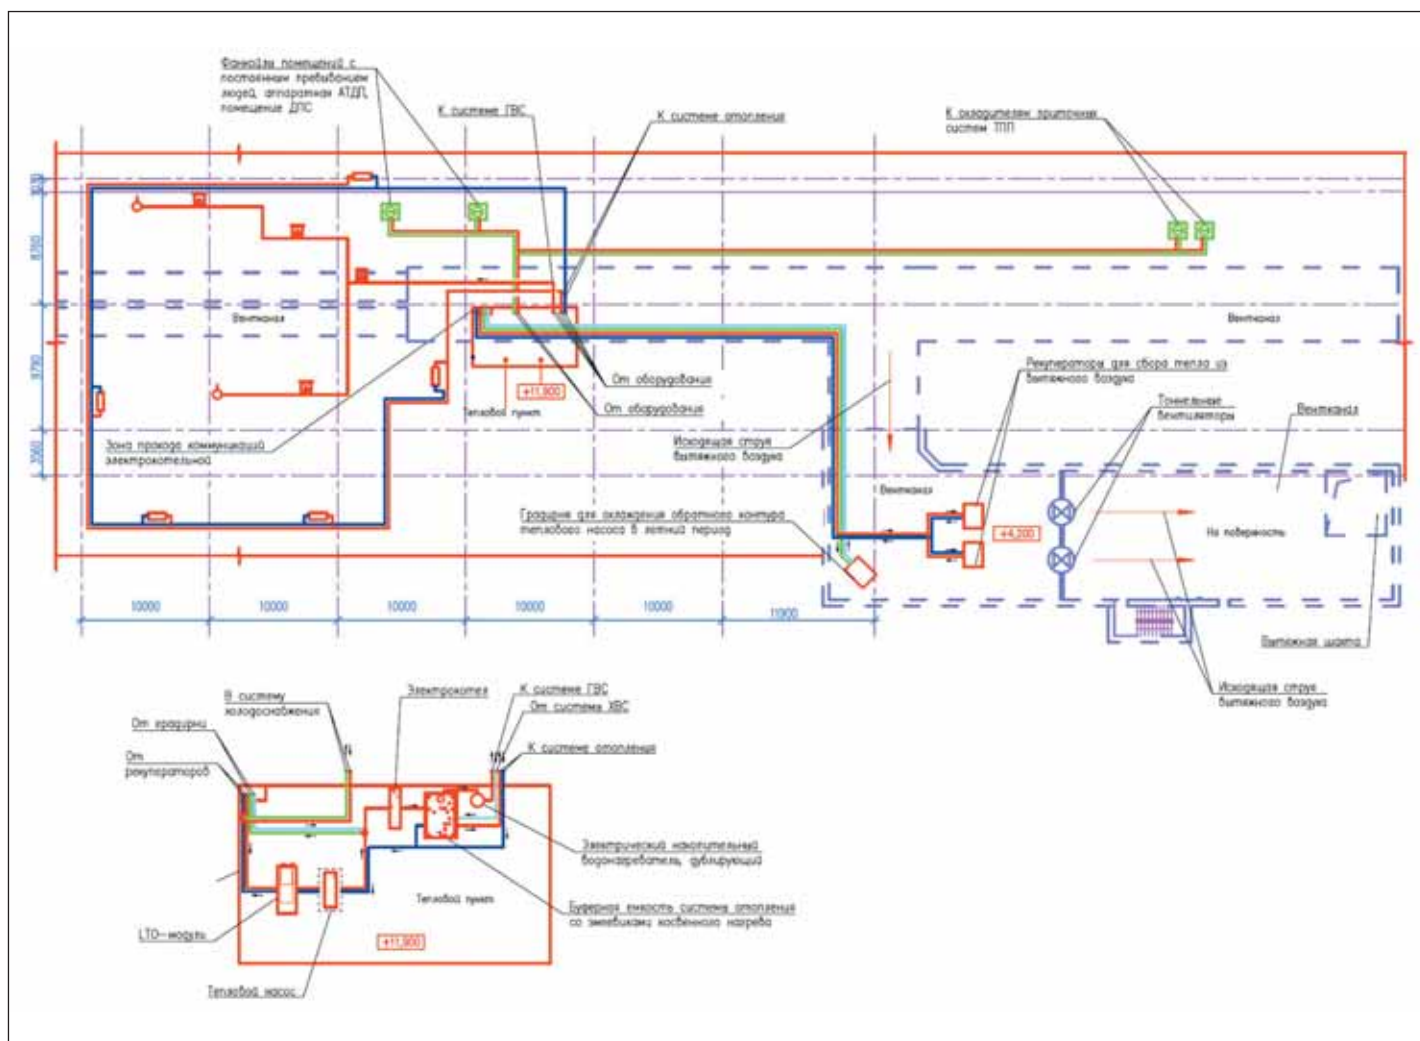 Фанкойлы помещений с
постоянным пребыванием
людей, аппаратная АТДП,
помещение ДПС
К системе ГВС
К системе отопления
К охладителям приточных
систем ТПП
8760
Вентканал
Вентканал
9790
Рекуператоры для сбора тепла из
вытяжного воздуха
От оборудования
+11,900
Тепловой пункт
От оборудования
Тоннельные
вентиляторы
Вентканал
Зона прохода коммуникаций
электрокотельной
2060
Исходящая струя
вытяжного воздуха
Вентканал
Градирня для охлаждения обратного контура
теплового насоса в летний период
+4,200
На поверхность
10000
10000
10000
10000
10000
11900
Вытяжная шахта
Исходящая струя
вытяжного воздуха
В систему
холодоснабжения
Электрокотел
К системе ГВС
От системы ХВС
От градирни
К системе отопления
От
рекуператоров
Электрический накопительный
водонагреватель, дублирующий
Тепловой пункт
Буферная емкость системы отопления
со змеевиками косвенного нагрева
LTO-модуль
+11,900
Тепловой насос